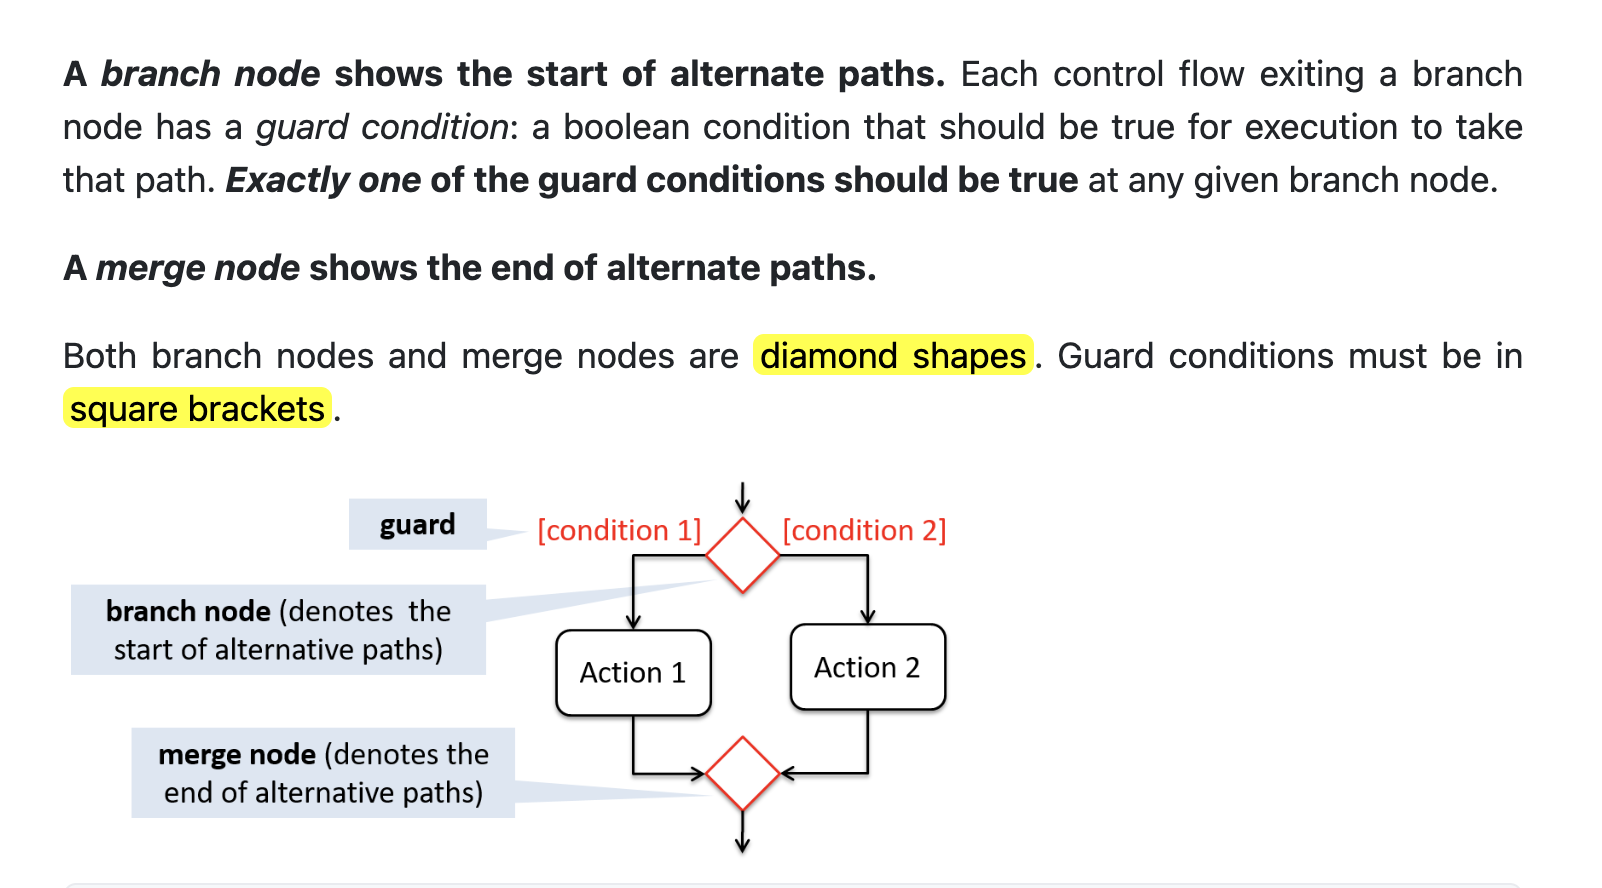 A branch node shows the start of alternate paths. Each control flow exiting a branch
node has a guard condition: a boolean condition that should be true for execution to take
that path. Exactly one of the guard conditions should be true at any given branch node.
A merge node shows the end of alternate paths.
Both branch nodes and merge nodes are diamond shapes. Guard conditions must be in
square brackets.
guard
[condition 1]
[condition 2]
branch node (denotes the
start of alternative paths)
Action 1
Action 2
merge node (denotes the
end of alternative paths)